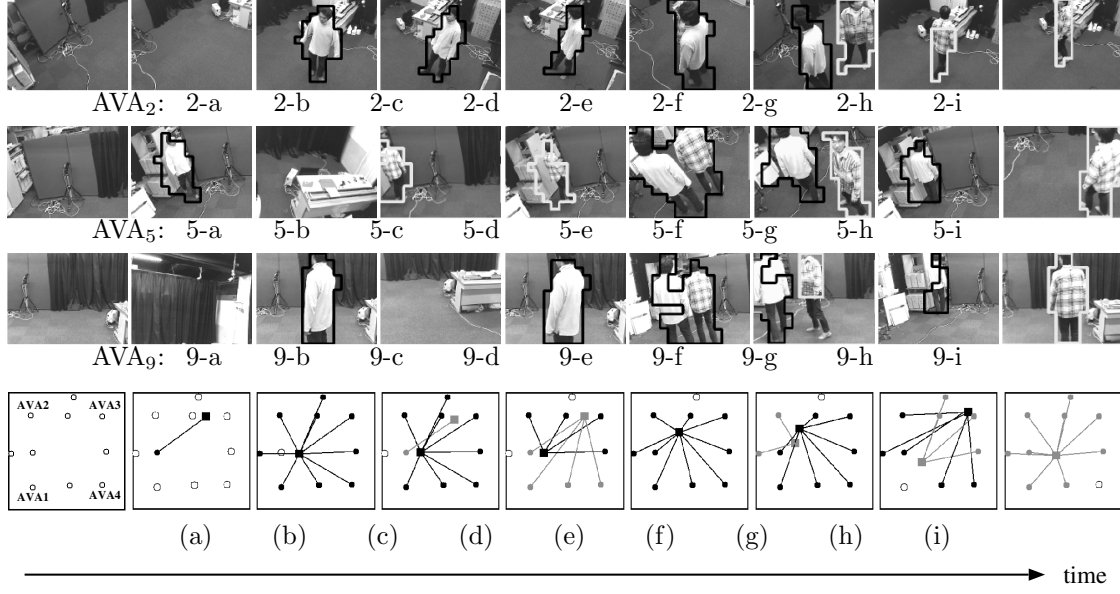 AVA2: 2-a 2-b 2-c 2-d 2-e 2-f 2-g 2-h 2-i
AVA5: 5-a 5-b 5-c 5-d 5-e 5-f 5-g 5-h 5-i
AVA9: 9-a 9-b 9-c 9-d 9-e 9-f 9-g 9-h 9-i
AVA2 AVA3
AVA1 AVA4
(a) (b) (c) (d) (e) (f) (g) (h) (i)
time